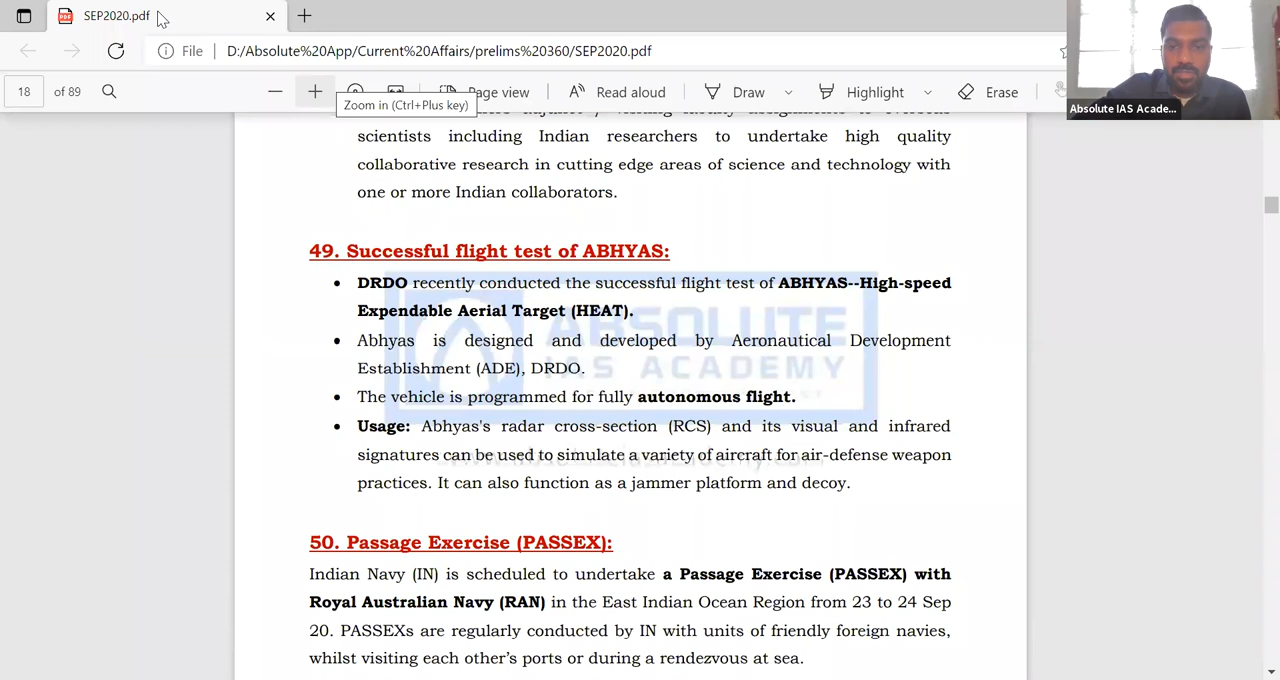 SEP2020.pdf
File
D:/Absolute%20App/Current%20Affairs/prelims%20360/SEP2020.pdf
18 of 89
Page view
Read aloud
Draw
Highlight
Erase
Zoom in (Ctrl+Plus key)
Absolute IAS Acade...
scientists including Indian researchers to undertake high quality
collaborative research in cutting edge areas of science and technology with
one or more Indian collaborators.
49. Successful flight test of ABHYAS:
• DRDO recently conducted the successful flight test of ABHYAS--High-speed
Expendable Aerial Target (HEAT).
• Abhyas is designed and developed by Aeronautical Development
Establishment (ADE), DRDO.
• The vehicle is programmed for fully autonomous flight.
• Usage: Abhyas's radar cross-section (RCS) and its visual and infrared
signatures can be used to simulate a variety of aircraft for air-defense weapon
practices. It can also function as a jammer platform and decoy.
ABSOLUTE
IAS ACADEMY
50. Passage Exercise (PASSEX):
Indian Navy (IN) is scheduled to undertake a Passage Exercise (PASSEX) with
Royal Australian Navy (RAN) in the East Indian Ocean Region from 23 to 24 Sep
20. PASSEXs are regularly conducted by IN with units of friendly foreign navies,
whilst visiting each other's ports or during a rendezvous at sea.